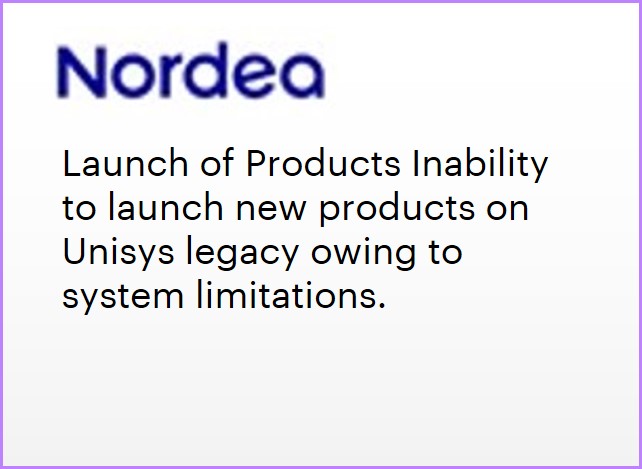 Nordea
Launch of Products Inability
to launch new products on
Unisys legacy owing to
system limitations.